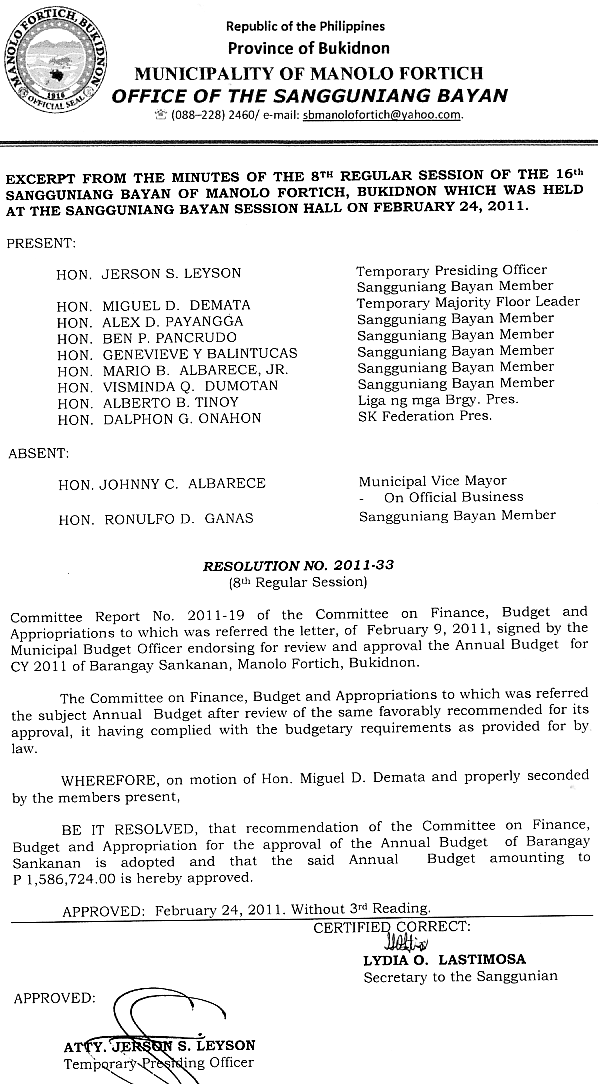 MANOLO FORTICH, BUKIDNON
1916
OFFICIAL SEAL
Republic of the Philippines
Province of Bukidnon
MUNICIPALITY OF MANOLO FORTICH
OFFICE OF THE SANGGUNIANG BAYAN
☏ (088–228) 2460/ e-mail: sbmanolofortich@yahoo.com.
EXCERPT FROM THE MINUTES OF THE 8TH REGULAR SESSION OF THE 16th
SANGGUNIANG BAYAN OF MANOLO FORTICH, BUKIDNON WHICH WAS HELD
AT THE SANGGUNIANG BAYAN SESSION HALL ON FEBRUARY 24, 2011.
PRESENT:
HON. JERSON S. LEYSON Temporary Presiding Officer
Sangguniang Bayan Member
HON. MIGUEL D. DEMATA Temporary Majority Floor Leader
HON. ALEX D. PAYANGGA Sangguniang Bayan Member
HON. BEN P. PANCRUDO Sangguniang Bayan Member
HON. GENEVIEVE Y BALINTUCAS Sangguniang Bayan Member
HON. MARIO B. ALBARECE, JR. Sangguniang Bayan Member
HON. VISMINDA Q. DUMOTAN Sangguniang Bayan Member
HON. ALBERTO B. TINOY Liga ng mga Brgy. Pres.
HON. DALPHON G. ONAHON SK Federation Pres.
ABSENT:
HON. JOHNNY C. ALBARECE Municipal Vice Mayor
- On Official Business
HON. RONULFO D. GANAS Sangguniang Bayan Member
RESOLUTION NO. 2011-33
(8th Regular Session)
Committee Report No. 2011-19 of the Committee on Finance, Budget and
Appriopriations to which was referred the letter, of February 9, 2011, signed by the
Municipal Budget Officer endorsing for review and approval the Annual Budget for
CY 2011 of Barangay Sankanan, Manolo Fortich, Bukidnon.
The Committee on Finance, Budget and Appropriations to which was referred
the subject Annual Budget after review of the same favorably recommended for its
approval, it having complied with the budgetary requirements as provided for by
law.
WHEREFORE, on motion of Hon. Miguel D. Demata and properly seconded
by the members present,
BE IT RESOLVED, that recommendation of the Committee on Finance,
Budget and Appropriation for the approval of the Annual Budget of Barangay
Sankanan is adopted and that the said Annual Budget amounting to
P 1,586,724.00 is hereby approved.
APPROVED: February 24, 2011. Without 3rd Reading.
CERTIFIED CORRECT:
LYDIA O. LASTIMOSA
Secretary to the Sanggunian
APPROVED:
ATTY. JERSON S. LEYSON
Temporary Presiding Officer